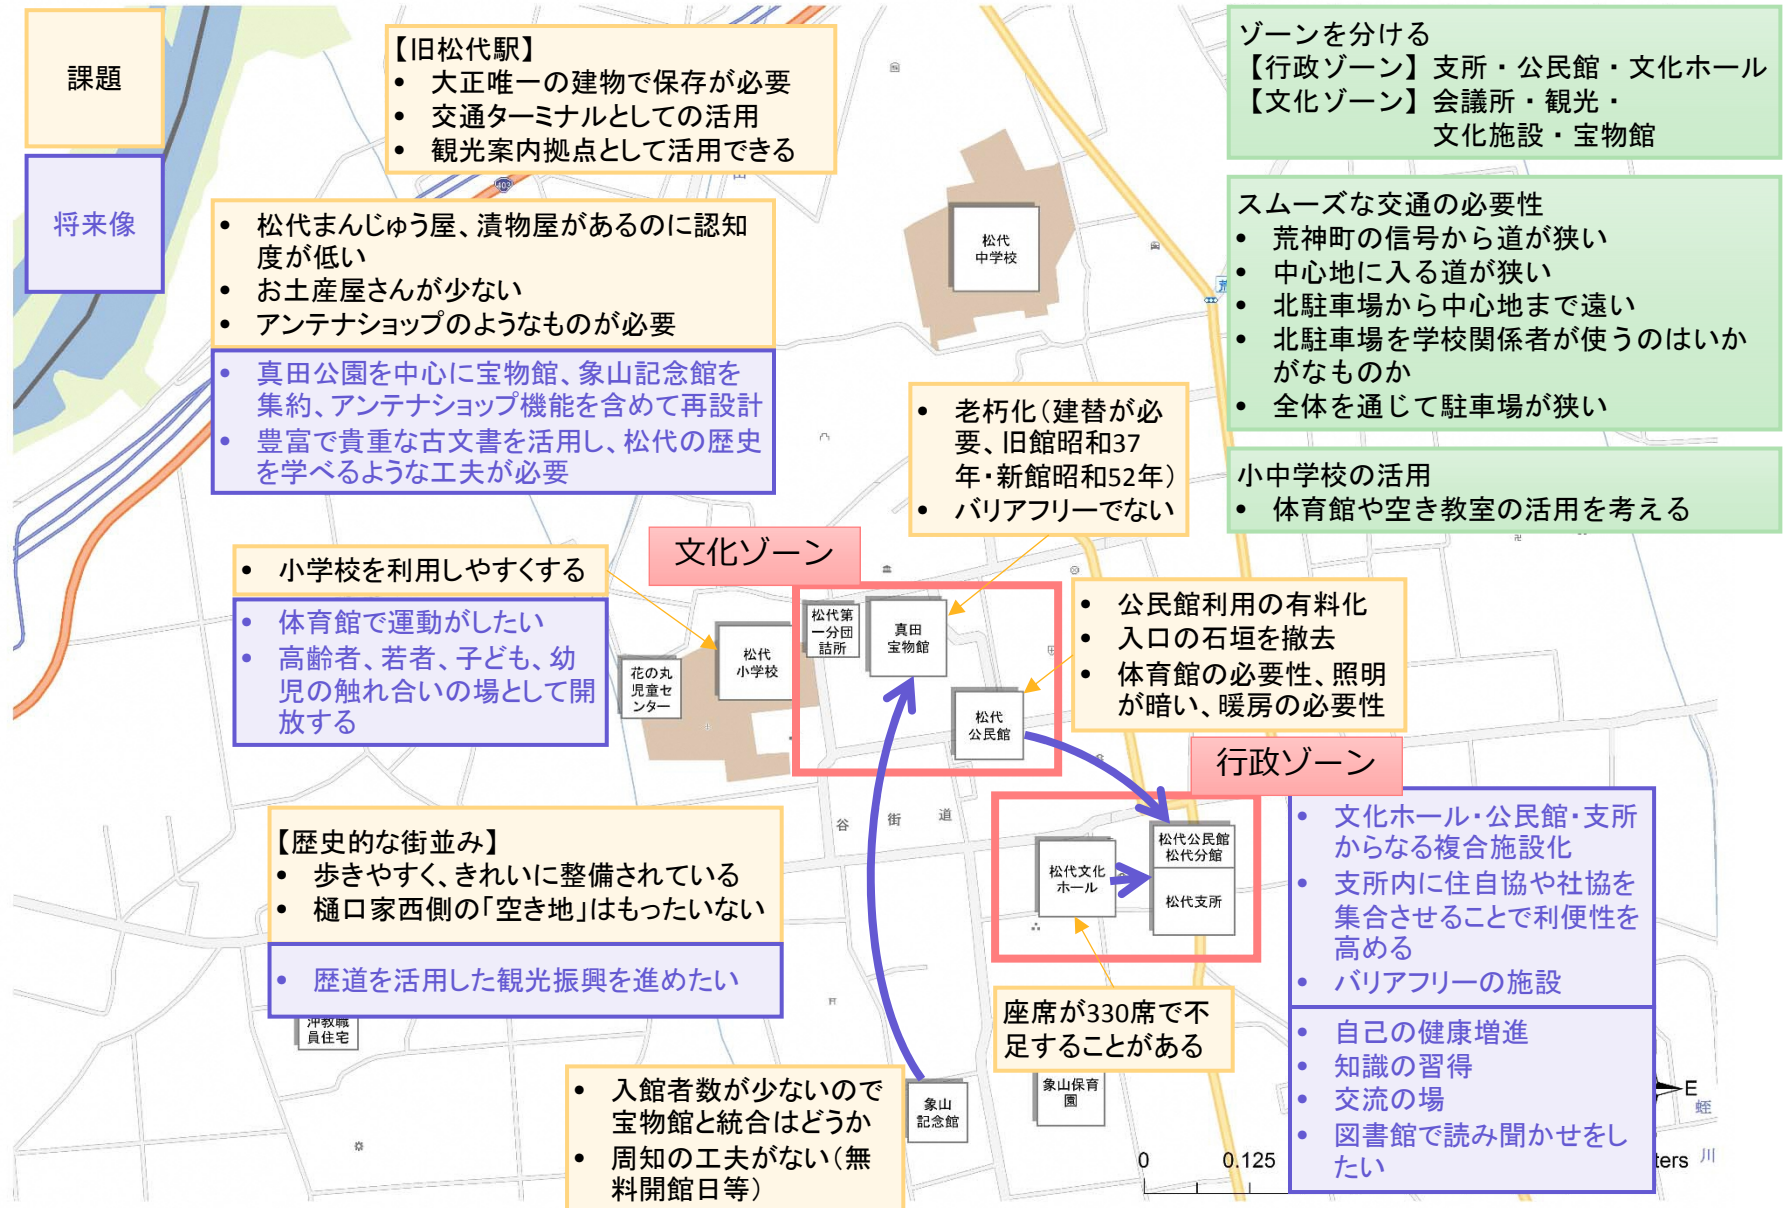 課題
将来像
【旧松代駅】
• 大正唯一の建物で保存が必要
• 交通ターミナルとしての活用
• 観光案内拠点として活用できる
403
• 松代まんじゅう屋、漬物屋があるのに認知
度が低い
• お土産屋さんが少ない
• アンテナショップのようなものが必要
• 真田公園を中心に宝物館、象山記念館を
集約、アンテナショップ機能を含めて再設計
• 豊富で貴重な古文書を活用し、松代の歴史
を学べるような工夫が必要
ゾーンを分ける
【行政ゾーン】支所・公民館・文化ホール
【文化ゾーン】会議所・観光・
文化施設・宝物館
スムーズな交通の必要性
• 荒神町の信号から道が狭い
• 中心地に入る道が狭い
• 北駐車場から中心地まで遠い
• 北駐車場を学校関係者が使うのはいか
がなものか
• 全体を通じて駐車場が狭い
小中学校の活用
• 体育館や空き教室の活用を考える
松代
中学校
• 老朽化（建替が必
要、旧館昭和37
年・新館昭和52年）
• バリアフリーでない
文化ゾーン
• 小学校を利用しやすくする
• 体育館で運動がしたい
• 高齢者、若者、子ども、幼
児の触れ合いの場として開
放する
花の丸
児童セ
ンター
松代
小学校
松代第
一分団
詰所
真田
宝物館
松代
公民館
• 公民館利用の有料化
• 入口の石垣を撤去
• 体育館の必要性、照明
が暗い、暖房の必要性
行政ゾーン
谷街道
松代文化
ホール
松代公民館
松代分館
松代支所
• 文化ホール・公民館・支所
からなる複合施設化
• 支所内に住自協や社協を
集合させることで利便性を
高める
• バリアフリーの施設
• 自己の健康増進
• 知識の習得
• 交流の場
• 図書館で読み聞かせをし
たい
【歴史的な街並み】
• 歩きやすく、きれいに整備されている
• 樋口家西側の「空き地」はもったいない
• 歴道を活用した観光振興を進めたい
沖教職
員住宅
座席が330席で不
足することがある
• 入館者数が少ないので
宝物館と統合はどうか
• 周知の工夫がない（無
料開館日等）
象山
記念館
象山保育
園
0 0.125
ters
E
蛭
川